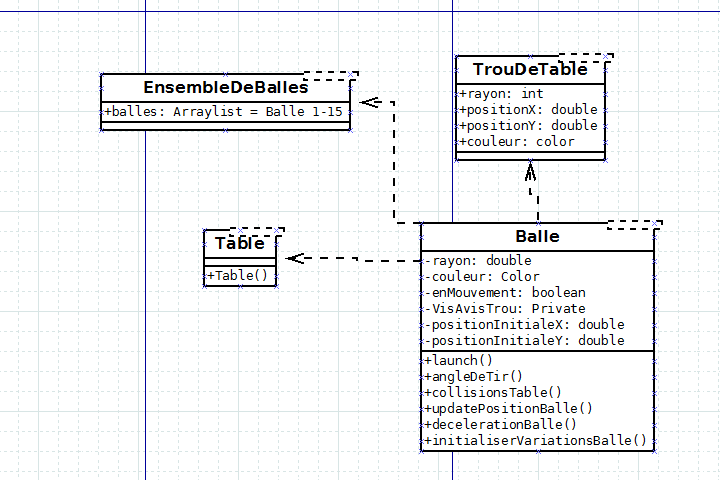 EnsembleDeBalles
+balles: Arraylist = Balle 1-15
TrouDeTable
+rayon: int
+positionX: double
+positionY: double
+couleur: color
Table
+Table()
Balle
-rayon: double
-couleur: Color
-enMouvement: boolean
-VisAvisTrou: Private
-positionInitialeX: double
-positionInitialeY: double
+launch()
+angleDeTir()
+collisionsTable()
+updatePositionBalle()
+decelerationBalle()
+initialiserVariationsBalle()